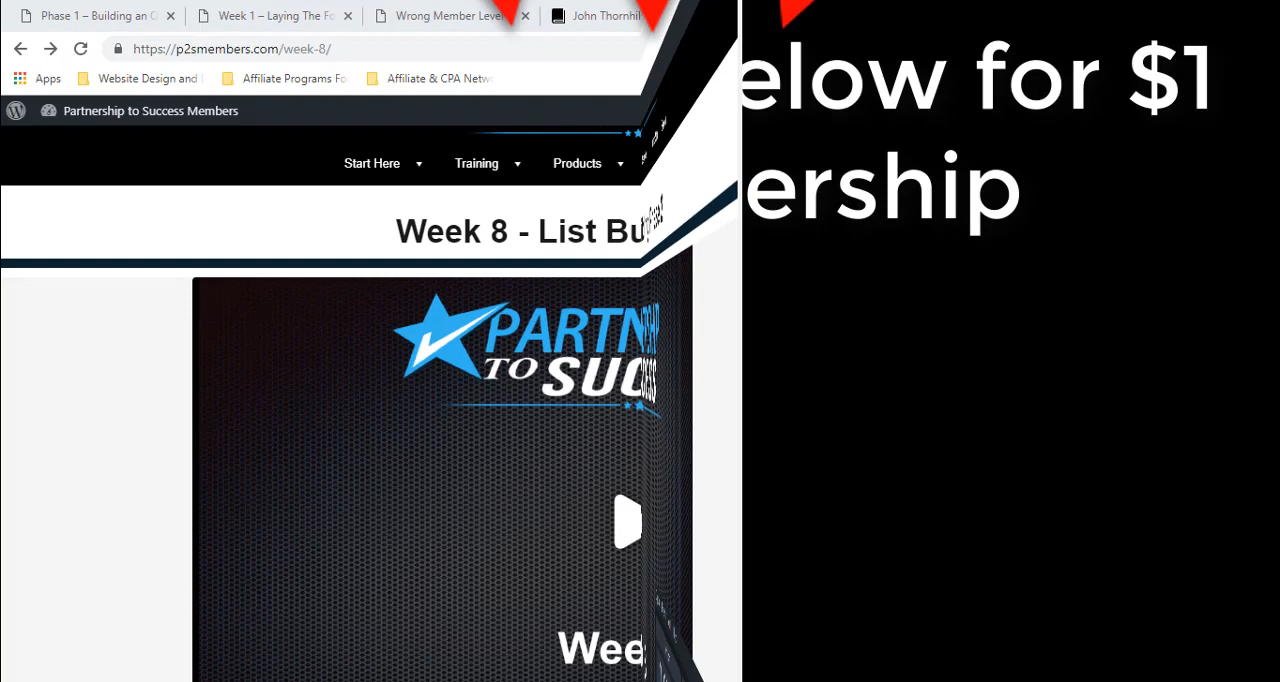 Phase 1 – Building an O
Week 1 – Laying The Fo
Wrong Member Leve
John Thornhil
https://p2smembers.com/week-8/
Apps
Website Design and
Affiliate Programs Fo
Affiliate & CPA Netw
Partnership to Success Members
Start Here
Training
Products
Week 8 - List Bu
PARTN
TO SUC
Wee
elow for $1
ership